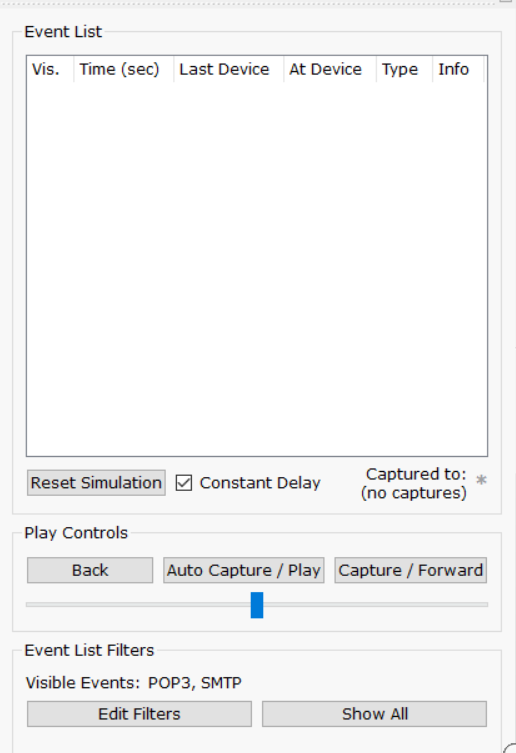 Event List
Vis. Time (sec) Last Device At Device Type Info
Reset Simulation Constant Delay Captured to: *
(no captures)
Play Controls
Back Auto Capture / Play Capture / Forward
Event List Filters
Visible Events: POP3, SMTP
Edit Filters Show All